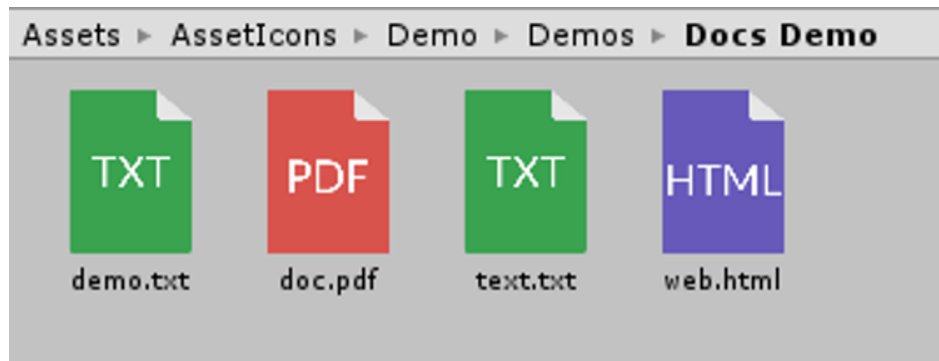 Assets ▸ AssetIcons ▸ Demo ▸ Demos ▸ Docs Demo
TXT PDF TXT HTML
demo.txt doc.pdf text.txt web.html